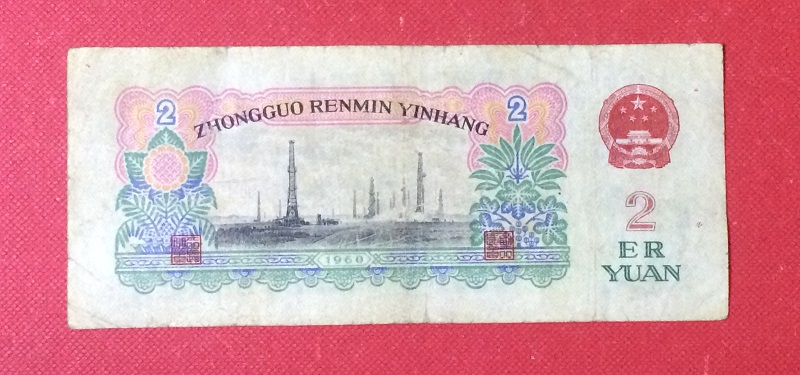 2 2
ZHONGGUO RENMIN YINHANG
1960
2
ER
YUAN